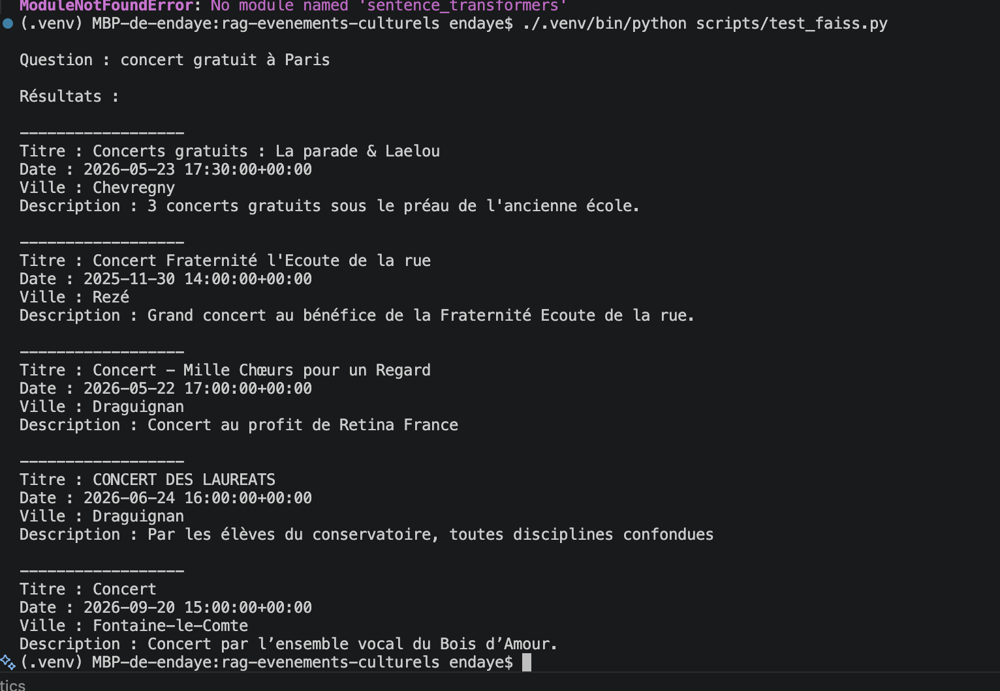 ModuleNotFoundError: No module named 'sentence_transformers'
(.venv) MBP-de-endaye:rag-evenements-culturels endaye$ ./.venv/bin/python scripts/test_faiss.py
Question : concert gratuit à Paris
Résultats :
------------------
Titre : Concerts gratuits : La parade & Laelou
Date : 2026-05-23 17:30:00+00:00
Ville : Chevregny
Description : 3 concerts gratuits sous le préau de l'ancienne école.
------------------
Titre : Concert Fraternité l'Ecoute de la rue
Date : 2025-11-30 14:00:00+00:00
Ville : Rezé
Description : Grand concert au bénéfice de la Fraternité Ecoute de la rue.
------------------
Titre : Concert - Mille Chœurs pour un Regard
Date : 2026-05-22 17:00:00+00:00
Ville : Draguignan
Description : Concert au profit de Retina France
------------------
Titre : CONCERT DES LAUREATS
Date : 2026-06-24 16:00:00+00:00
Ville : Draguignan
Description : Par les élèves du conservatoire, toutes disciplines confondues
------------------
Titre : Concert
Date : 2026-09-20 15:00:00+00:00
Ville : Fontaine-le-Comte
Description : Concert par l’ensemble vocal du Bois d’Amour.
(.venv) MBP-de-endaye:rag-evenements-culturels endaye$
tics